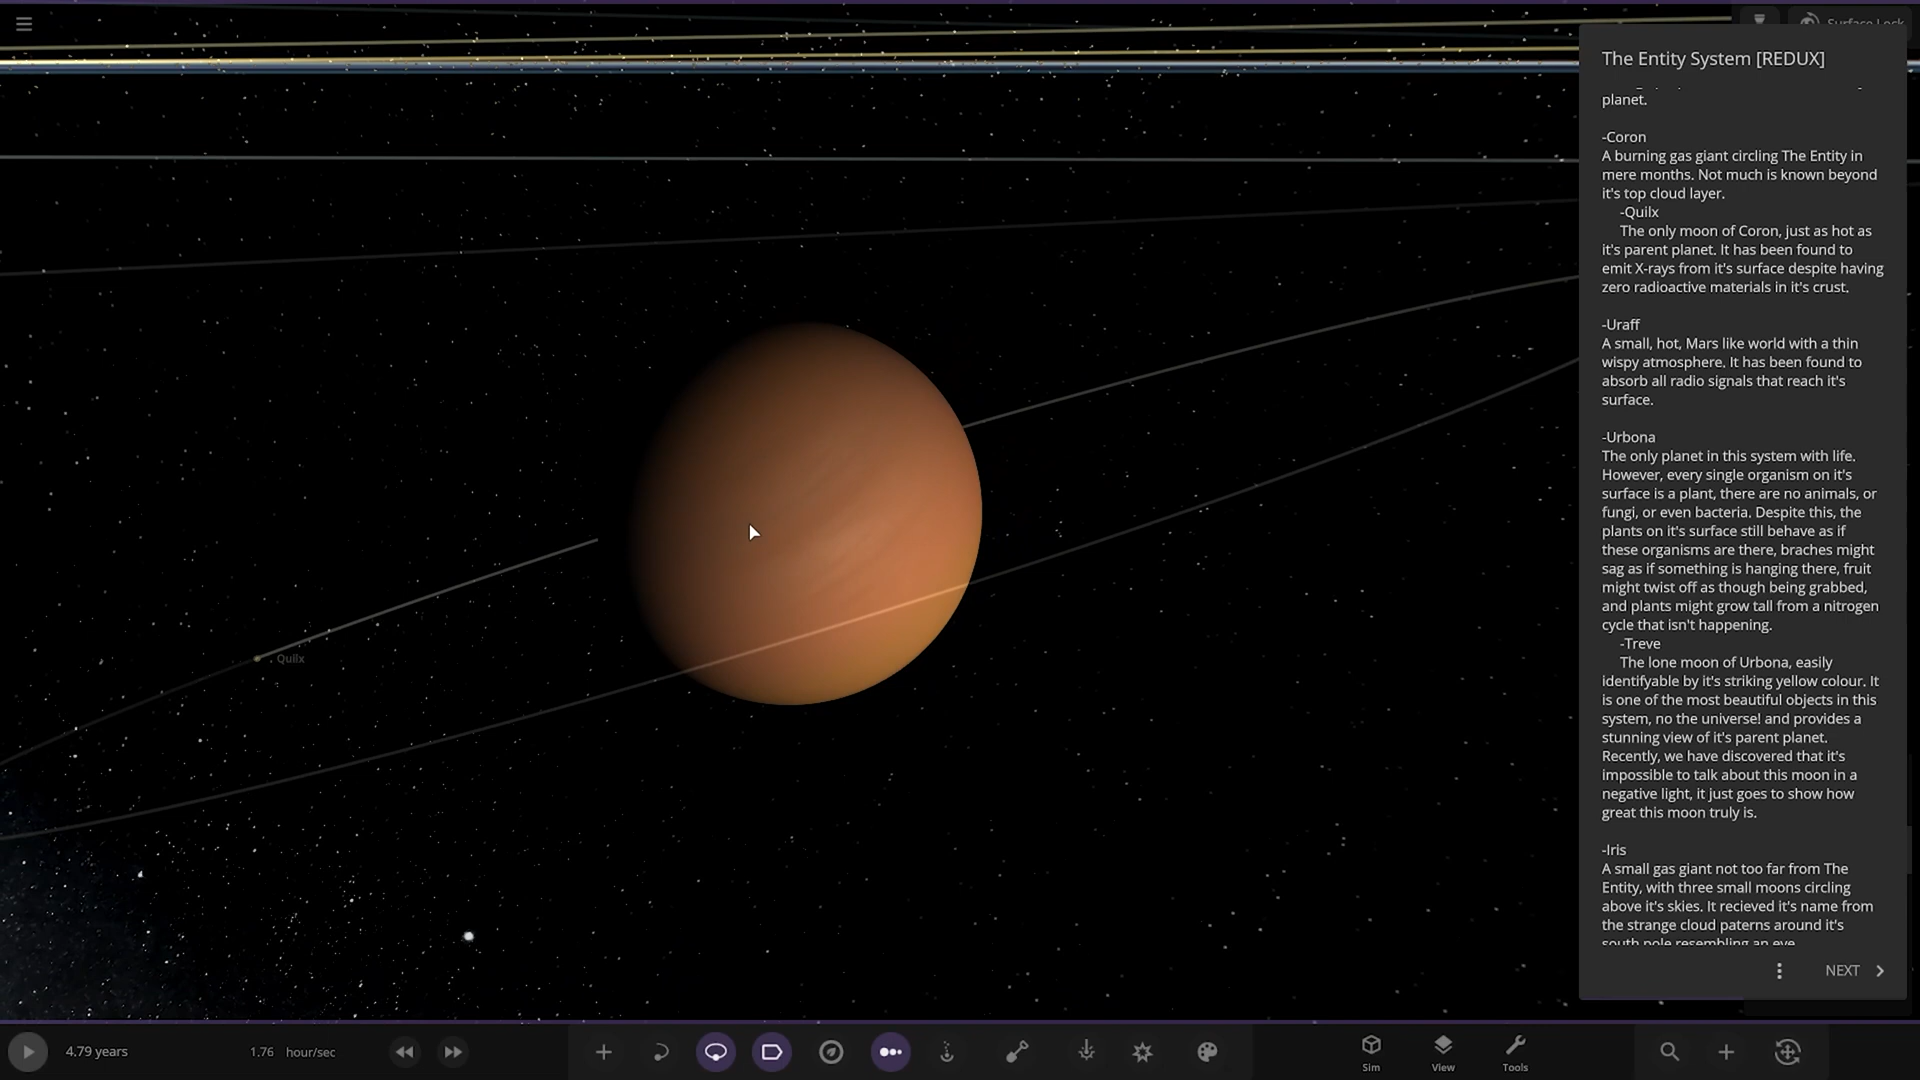 Surface Lock
The Entity System [REDUX]
planet.
-Coron
A burning gas giant circling The Entity in
mere months. Not much is known beyond
it's top cloud layer.
-Quilx
The only moon of Coron, just as hot as
it's parent planet. It has been found to
emit X-rays from it's surface despite having
zero radioactive materials in it's crust.
-Uraff
A small, hot, Mars like world with a thin
wispy atmosphere. It has been found to
absorb all radio signals that reach it's
surface.
-Urbona
The only planet in this system with life.
However, every single organism on it's
surface is a plant, there are no animals, or
fungi, or even bacteria. Despite this, the
plants on it's surface still behave as if
these organisms are there, braches might
sag as if something is hanging there, fruit
might twist off as though being grabbed,
and plants might grow tall from a nitrogen
cycle that isn't happening.
-Treve
The lone moon of Urbona, easily
identifyable by it's striking yellow colour. It
is one of the most beautiful objects in this
system, no the universe! and provides a
stunning view of it's parent planet.
Recently, we have discovered that it's
impossible to talk about this moon in a
negative light, it just goes to show how
great this moon truly is.
-Iris
A small gas giant not too far from The
Entity, with three small moons circling
above it's skies. It recieved it's name from
the strange cloud paterns around it's
south pole resembling an eye.
NEXT
Quilx
4.79 years
1.76 hour/sec
Sim
View
Tools